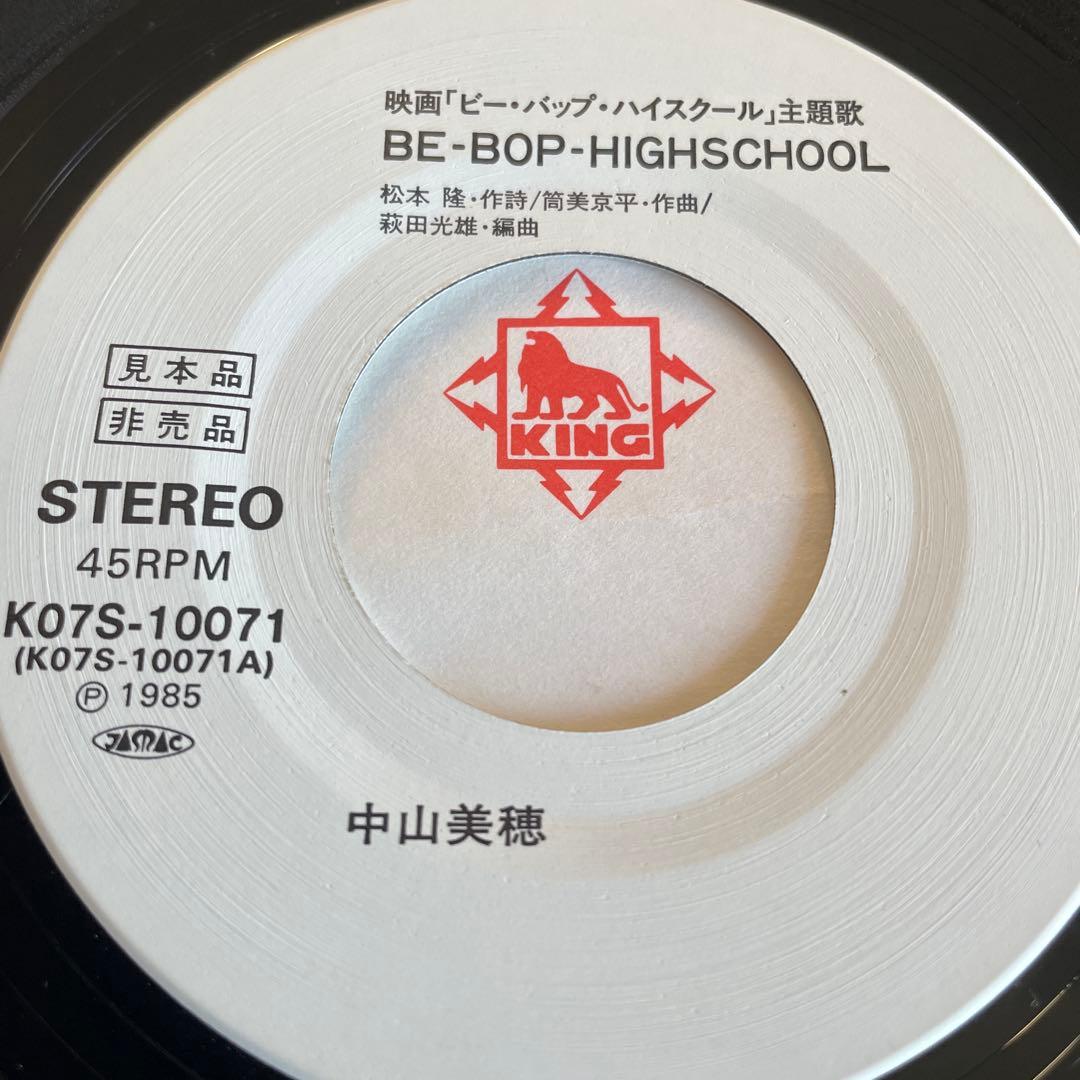 映画「ビー・バップ・ハイスクール」主題歌
BE-BOP-HIGHSCHOOL
松本 隆・作詩/筒美京平・作曲/
萩田光雄・編曲
KING
見本品
非売品
STEREO
45RPM
K07S-10071
(K07S-10071A)
Ⓟ 1985
JASRAC
中山美穂